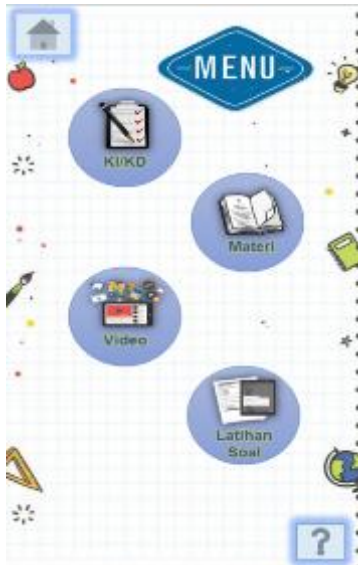 MENU
KI/KD
Materi
Video
Latihan
Soal
?